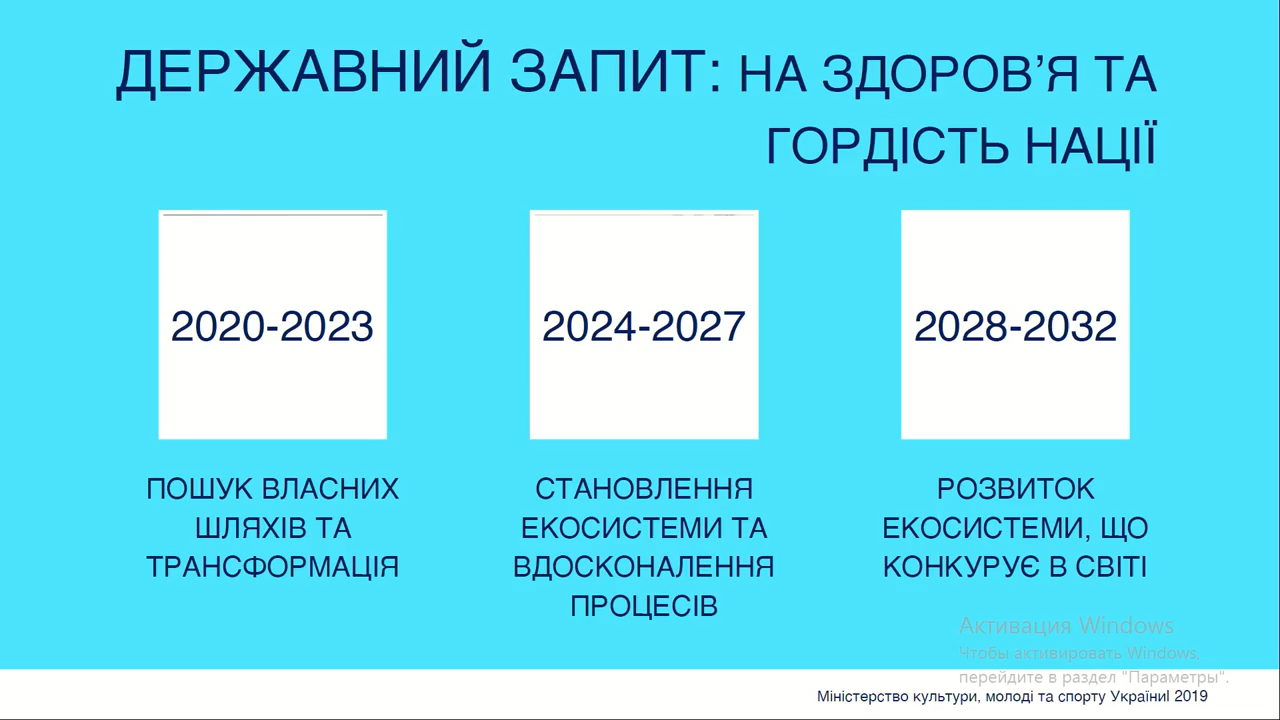 ДЕРЖАВНИЙ ЗАПИТ: НА ЗДОРОВ’Я ТА
ГОРДІСТЬ НАЦІЇ
2020-2023
ПОШУК ВЛАСНИХ
ШЛЯХІВ ТА
ТРАНСФОРМАЦІЯ
2024-2027
СТАНОВЛЕННЯ
ЕКОСИСТЕМИ ТА
ВДОСКОНАЛЕННЯ
ПРОЦЕСІВ
2028-2032
РОЗВИТОК
ЕКОСИСТЕМИ, ЩО
КОНКУРУЄ В СВІТІ
Активация Windows
Чтобы активировать Windows,
перейдите в раздел "Параметры".
Міністерство культури, молоді та спорту УкраїниI 2019